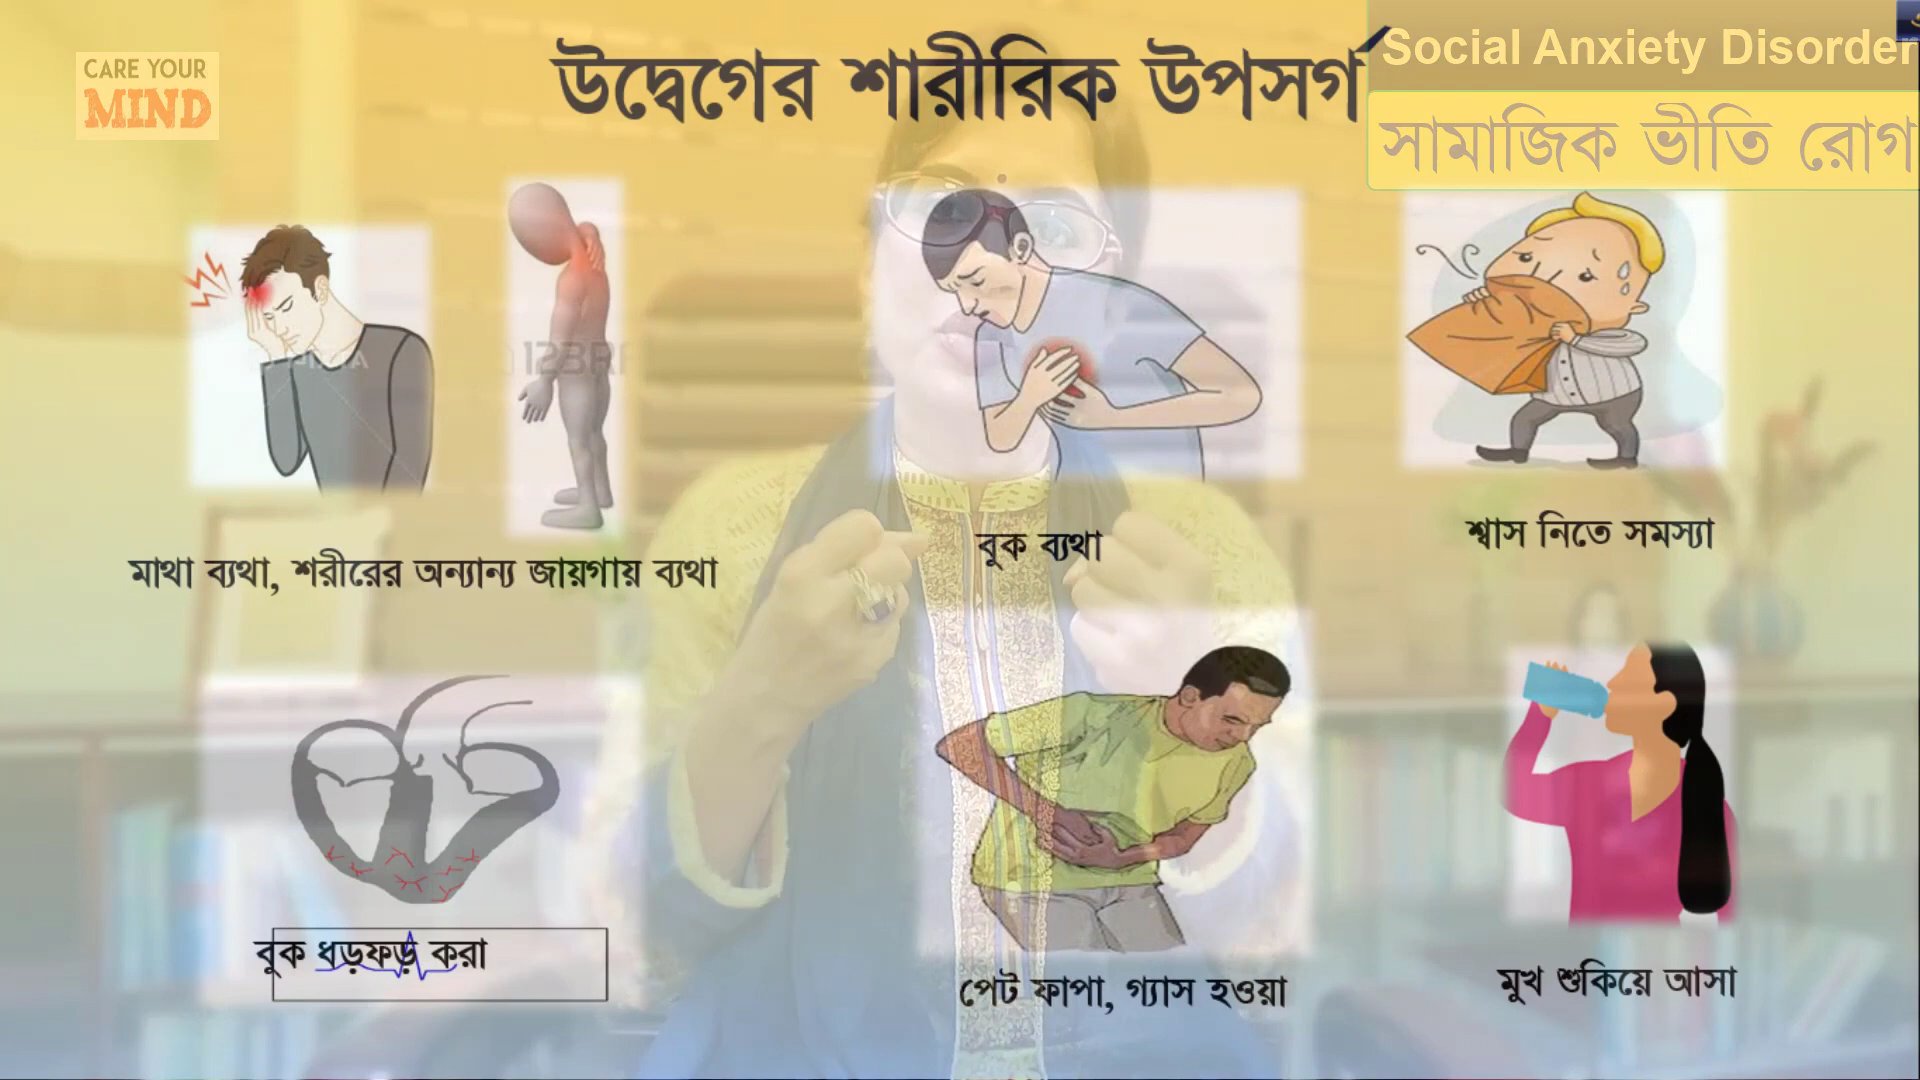 CARE YOUR
MIND
উদ্বেগের শারীরিক উপসর্গ
Social Anxiety Disorder
সামাজিক ভীতি রোগ
123R
মাথা ব্যথা, শরীরের অন্যান্য জায়গায় ব্যথা
বুক ব্যথা
শ্বাস নিতে সমস্যা
বুক ধড়ফড় করা
পেট ফাপা, গ্যাস হওয়া
মুখ শুকিয়ে আসা